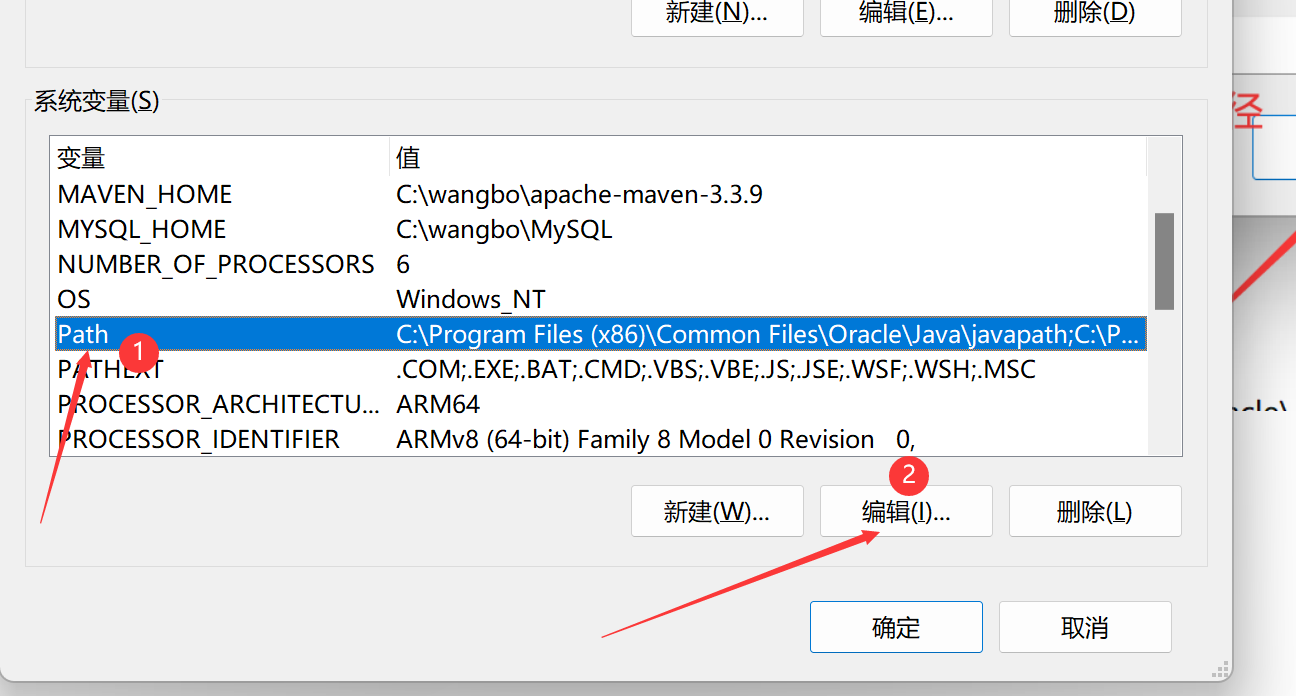 新建(N)... 编辑(E)... 删除(D)
系统变量(S)
径
变量 值
MAVEN_HOME C:\wangbo\apache-maven-3.3.9
MYSQL_HOME C:\wangbo\MySQL
NUMBER_OF_PROCESSORS 6
OS Windows_NT
Path C:\Program Files (x86)\Common Files\Oracle\Java\javapath;C:\P...
1
PATHEXT .COM;.EXE;.BAT;.CMD;.VBS;.VBE;.JS;.JSE;.WSF;.WSH;.MSC
PROCESSOR_ARCHITECTU... ARM64
PROCESSOR_IDENTIFIER ARMv8 (64-bit) Family 8 Model 0 Revision 0,
2
新建(W)... 编辑(I)... 删除(L)
确定 取消